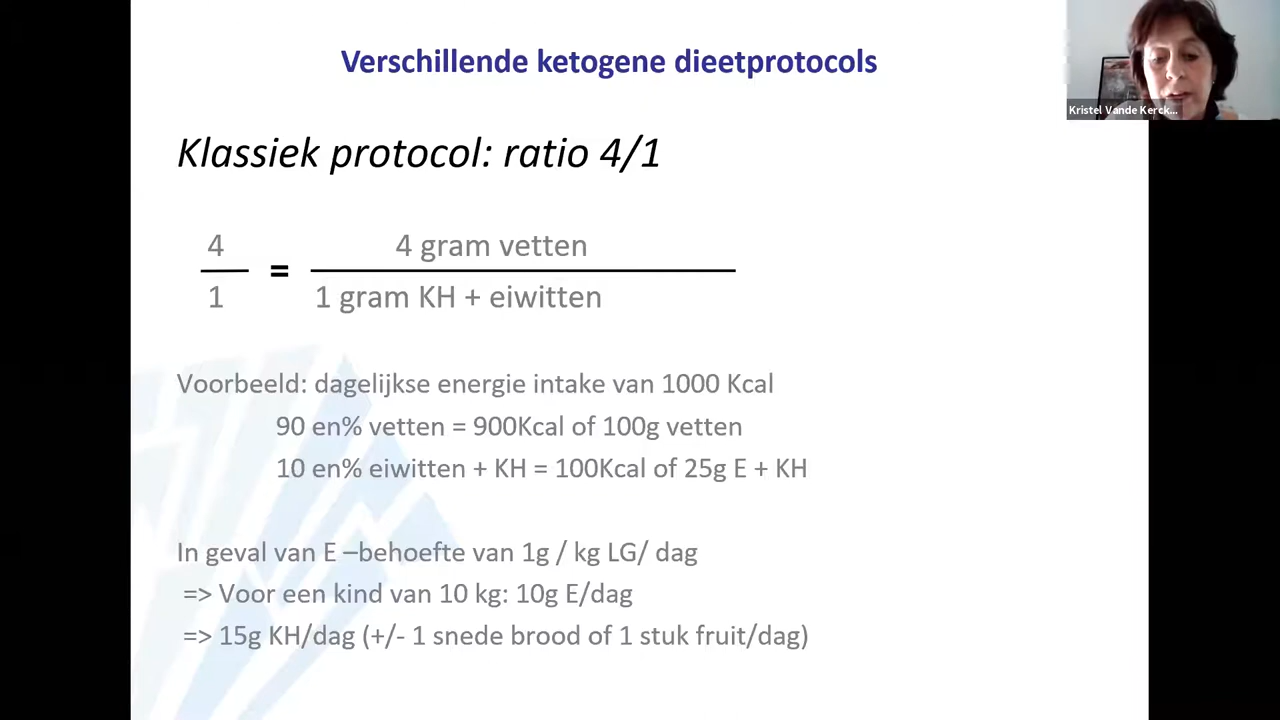 Verschillende ketogene dieetprotocols
Kristel Vande Kerck...
Klassiek protocol: ratio 4/1
4 = 4 gram vetten
1 1 gram KH + eiwitten
Voorbeeld: dagelijkse energie intake van 1000 Kcal
90 en% vetten = 900Kcal of 100g vetten
10 en% eiwitten + KH = 100Kcal of 25g E + KH
In geval van E –behoefte van 1g / kg LG/ dag
=> Voor een kind van 10 kg: 10g E/dag
=> 15g KH/dag (+/- 1 snede brood of 1 stuk fruit/dag)